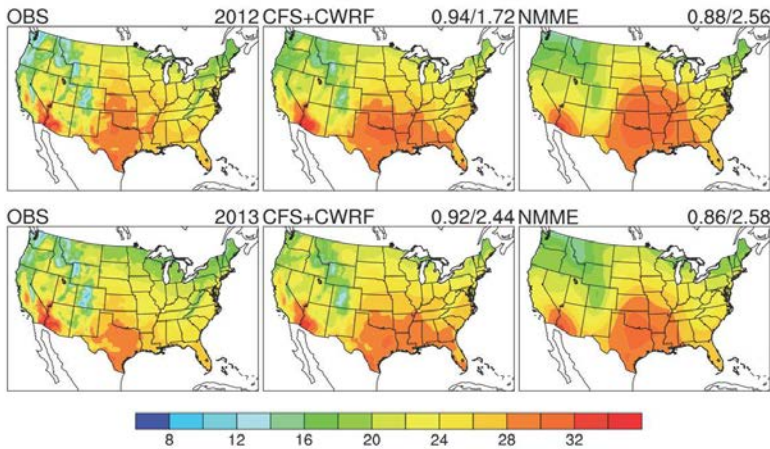 OBS 2012 CFS+CWRF 0.94/1.72 NMME 0.88/2.56
OBS 2013 CFS+CWRF 0.92/2.44 NMME 0.86/2.58
8 12 16 20 24 28 32